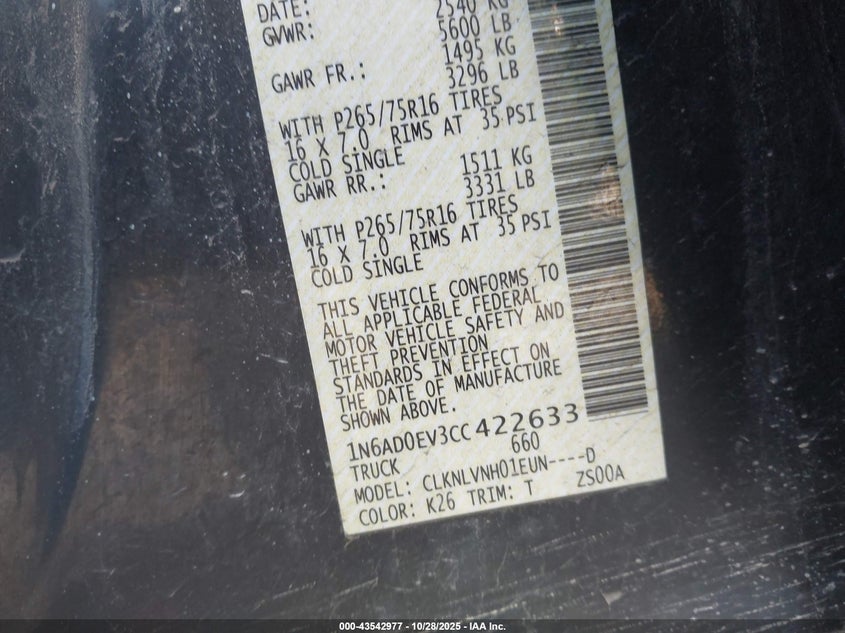 DATE: 2540 KG
GVWR: 5600 LB
1495 KG
GAWR FR.: 3296 LB
WITH P265/75R16 TIRES
16 X 7.0 RIMS AT 35 PSI
COLD SINGLE
1511 KG
GAWR RR.: 3331 LB
WITH P265/75R16 TIRES
16 X 7.0 RIMS AT 35 PSI
COLD SINGLE
THIS VEHICLE CONFORMS TO
ALL APPLICABLE FEDERAL
MOTOR VEHICLE SAFETY AND
THEFT PREVENTION
STANDARDS IN EFFECT ON
THE DATE OF MANUFACTURE
SHOWN ABOVE.
1N6AD0EV3CC422633
TRUCK 660
MODEL: CLKNLVNH01EUN----D
COLOR: K26 TRIM: T ZS00A
000-43542977 - 10/28/2025 - IAA Inc.